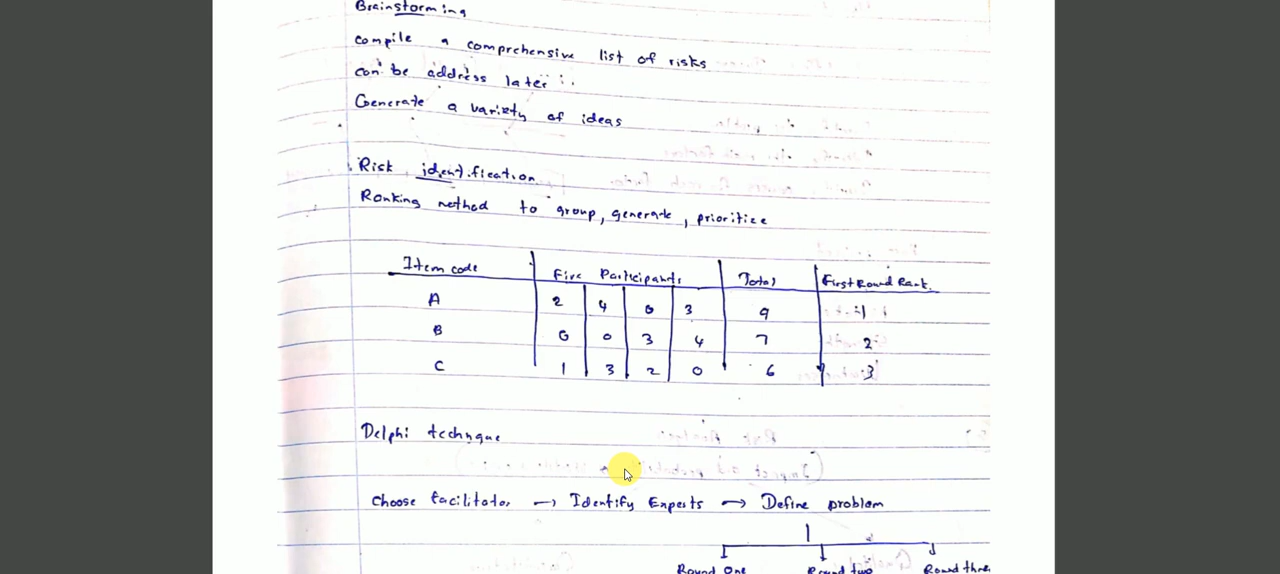 Brainstorming
compile a comprehensive list of risks
can be address later
Generate a variety of ideas
Risk identification
Ranking method to group, generate, prioritize
Item code Five Participants Total First Round Rank
A 2 4 0 3 9 1
B 0 0 3 4 7 2
C 1 3 2 0 6 3
Delphi technque
choose facilitator → Identify Experts → Define problem
Round One Round two Round thre